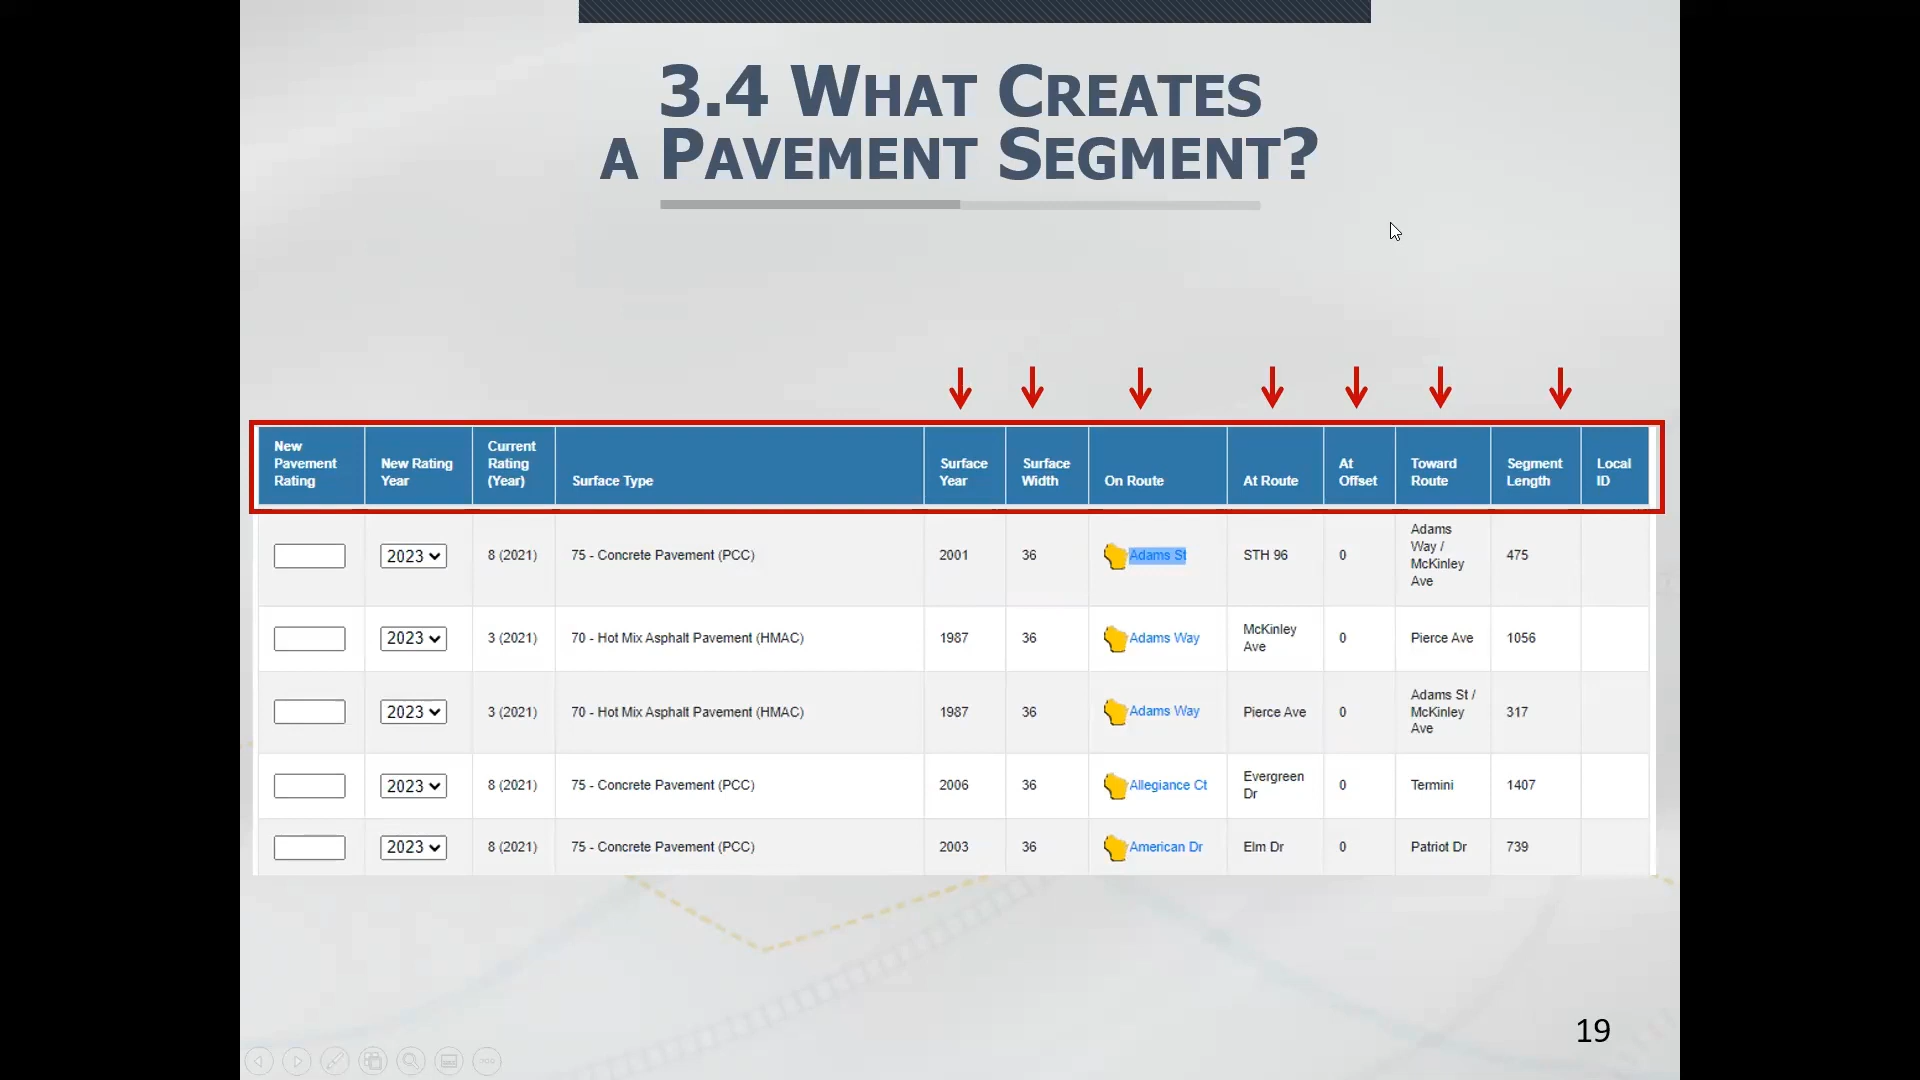 3.4 WHAT CREATES
A PAVEMENT SEGMENT?
New Pavement Rating New Rating Year Current Rating (Year) Surface Type Surface Year Surface Width On Route At Route At Offset Toward Route Segment Length Local ID
2023 8 (2021) 75 - Concrete Pavement (PCC) 2001 36 Adams St STH 96 0 Adams Way / McKinley Ave 475
2023 3 (2021) 70 - Hot Mix Asphalt Pavement (HMAC) 1987 36 Adams Way McKinley Ave 0 Pierce Ave 1056
2023 3 (2021) 70 - Hot Mix Asphalt Pavement (HMAC) 1987 36 Adams Way Pierce Ave 0 Adams St / McKinley Ave 317
2023 8 (2021) 75 - Concrete Pavement (PCC) 2006 36 Allegiance Ct Evergreen Dr 0 Termini 1407
2023 8 (2021) 75 - Concrete Pavement (PCC) 2003 36 American Dr Elm Dr 0 Patriot Dr 739
19